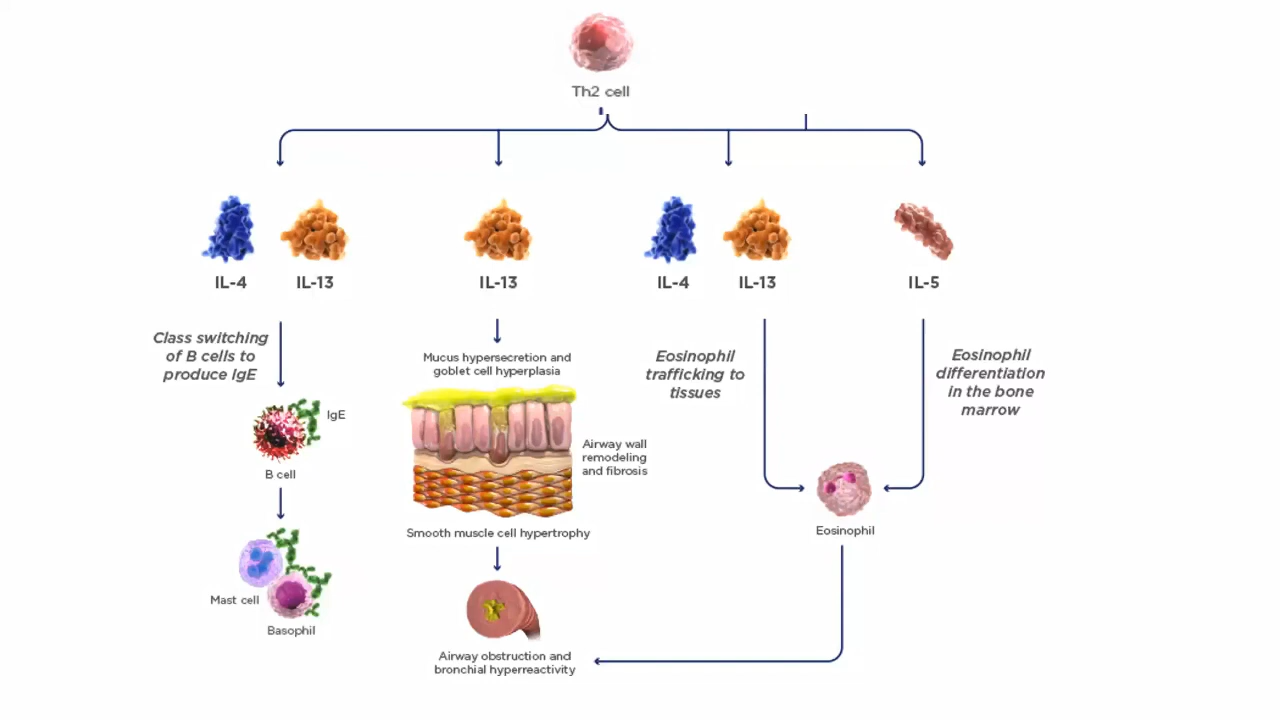 Th2 cell
IL-4
IL-13
IL-13
IL-4
IL-13
IL-5
Class switching
of B cells to
produce IgE
IgE
B cell
Mast cell
Basophil
Mucus hypersecretion and
goblet cell hyperplasia
Airway wall
remodeling
and fibrosis
Smooth muscle cell hypertrophy
Airway obstruction and
bronchial hyperreactivity
Eosinophil
trafficking to
tissues
Eosinophil
differentiation
in the bone
marrow
Eosinophil